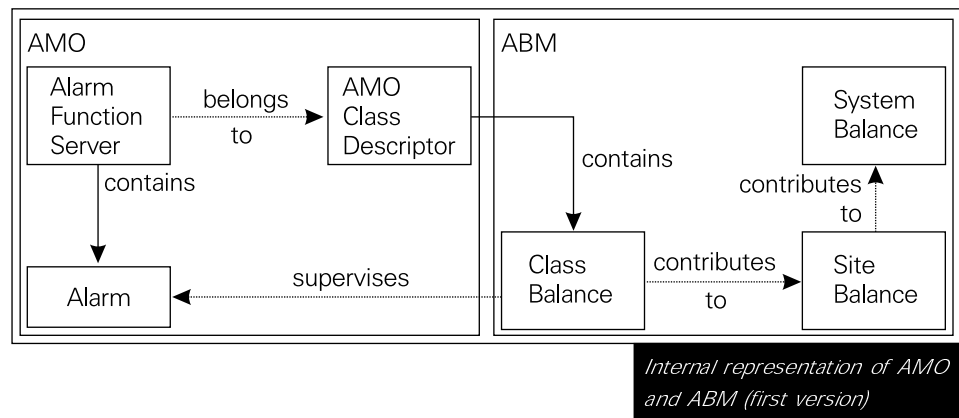 AMO
ABM
Alarm
Function
Server
belongs
to
AMO
Class
Descriptor
System
Balance
contains
contains
contributes
to
Alarm
supervises
Class
Balance
contributes
to
Site
Balance
Internal representation of AMO
and ABM (first version)